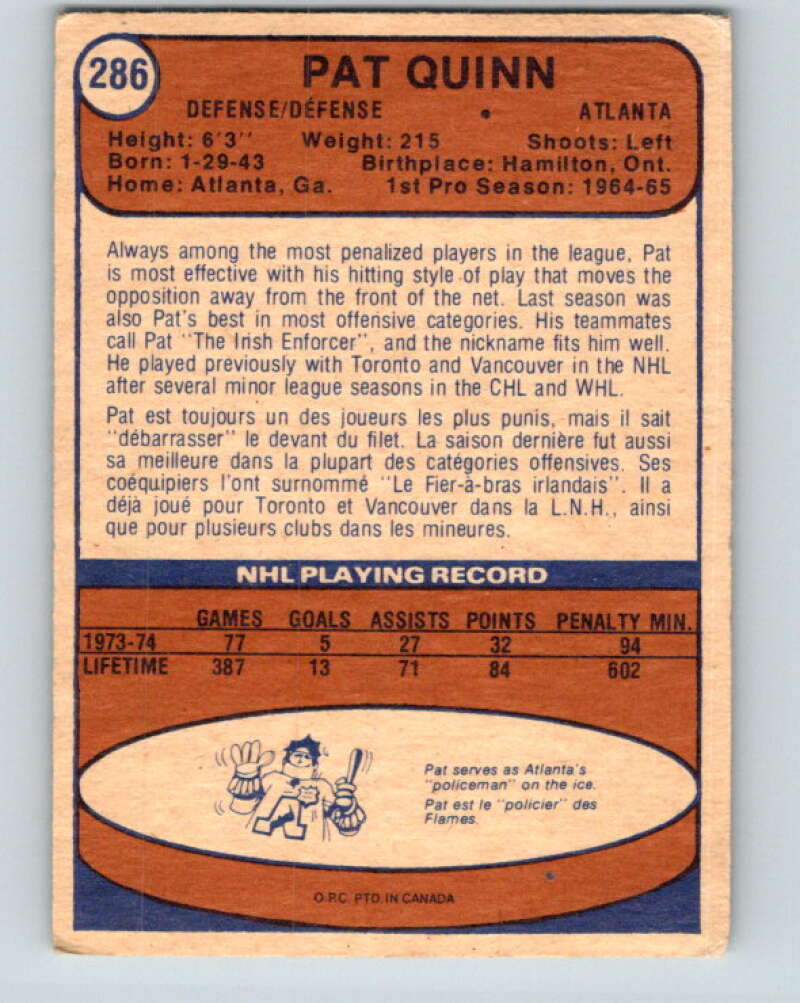 286
PAT QUINN
DEFENSE/DÉFENSE • ATLANTA
Height: 6'3'' Weight: 215 Shoots: Left
Born: 1-29-43 Birthplace: Hamilton, Ont.
Home: Atlanta, Ga. 1st Pro Season: 1964-65
Always among the most penalized players in the league, Pat
is most effective with his hitting style of play that moves the
opposition away from the front of the net. Last season was
also Pat's best in most offensive categories. His teammates
call Pat "The Irish Enforcer", and the nickname fits him well.
He played previously with Toronto and Vancouver in the NHL
after several minor league seasons in the CHL and WHL.
Pat est toujours un des joueurs les plus punis, mais il sait
"débarrasser" le devant du filet. La saison dernière fut aussi
sa meilleure dans la plupart des catégories offensives. Ses
coéquipiers l'ont surnommé "Le Fier-à-bras irlandais". Il a
déjà joué pour Toronto et Vancouver dans la L.N.H., ainsi
que pour plusieurs clubs dans les mineures.
NHL PLAYING RECORD
GAMES GOALS ASSISTS POINTS PENALTY MIN.
1973-74 77 5 27 32 94
LIFETIME 387 13 71 84 602
Pat serves as Atlanta's
"policeman" on the ice.
Pat est le "policier" des
Flames.
A
O.P.C. PTD. IN CANADA